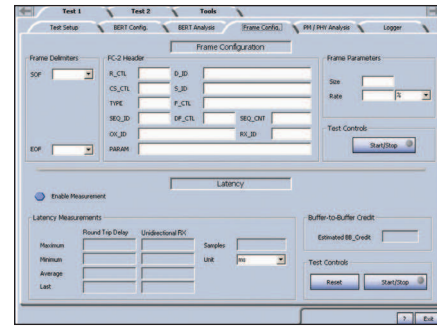 Test 1 Test 2 Tools
Test Setup BERT Config. BERT Analysis Frame Config. PM / PHY Analysis Logger
Frame Configuration
Frame Delimiters FC-2 Header Frame Parameters
SOF R_CTL D_ID
Size
CS_CTL S_ID
Rate %
TYPE F_CTL
SEQ_ID DF_CTL SEQ_CNT
Test Controls
OX_ID RX_ID
Start/Stop
EOF PARAM
Latency
Enable Measurement
Latency Measurements Buffer-to-Buffer Credit
Round Trip Delay Unidirectional RX
Estimated BB_Credit
Maximum Samples
Minimum Unit ms
Test Controls
Average
Reset Start/Stop
Last
? Exit